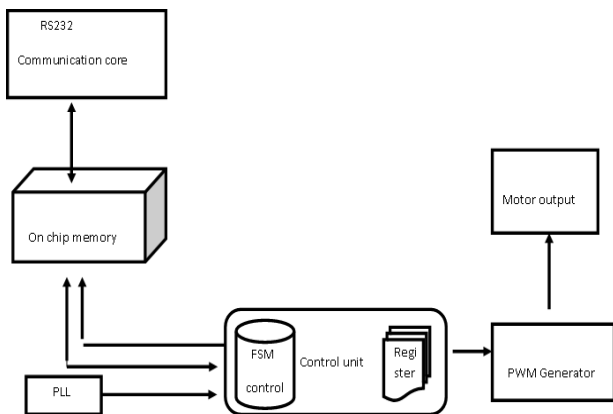 RS232
Communication core
On chip memory
Motor output
FSM
control
Control unit
Regi
ster
PWM Generator
PLL